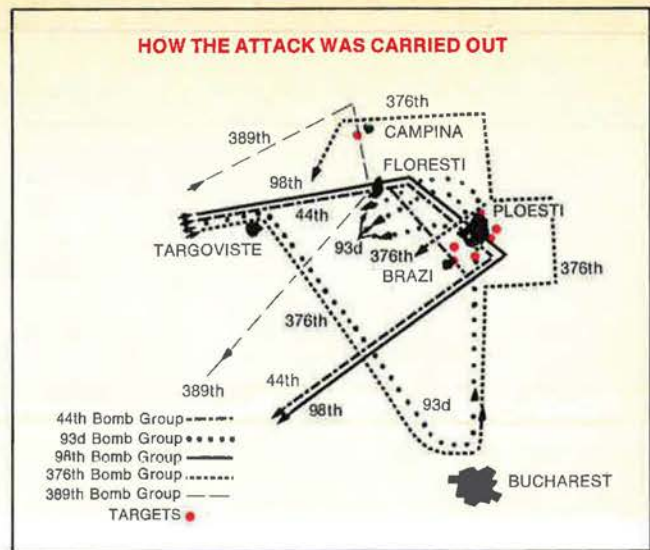 HOW THE ATTACK WAS CARRIED OUT
376th
389th
CAMPINA
98th
FLORESTI
44th
PLOESTI
TARGOVISTE
93d
376th
BRAZI
376th
376th
389th
44th
98th
93d
44th Bomb Group
93d Bomb Group
98th Bomb Group
376th Bomb Group
389th Bomb Group
TARGETS
BUCHAREST